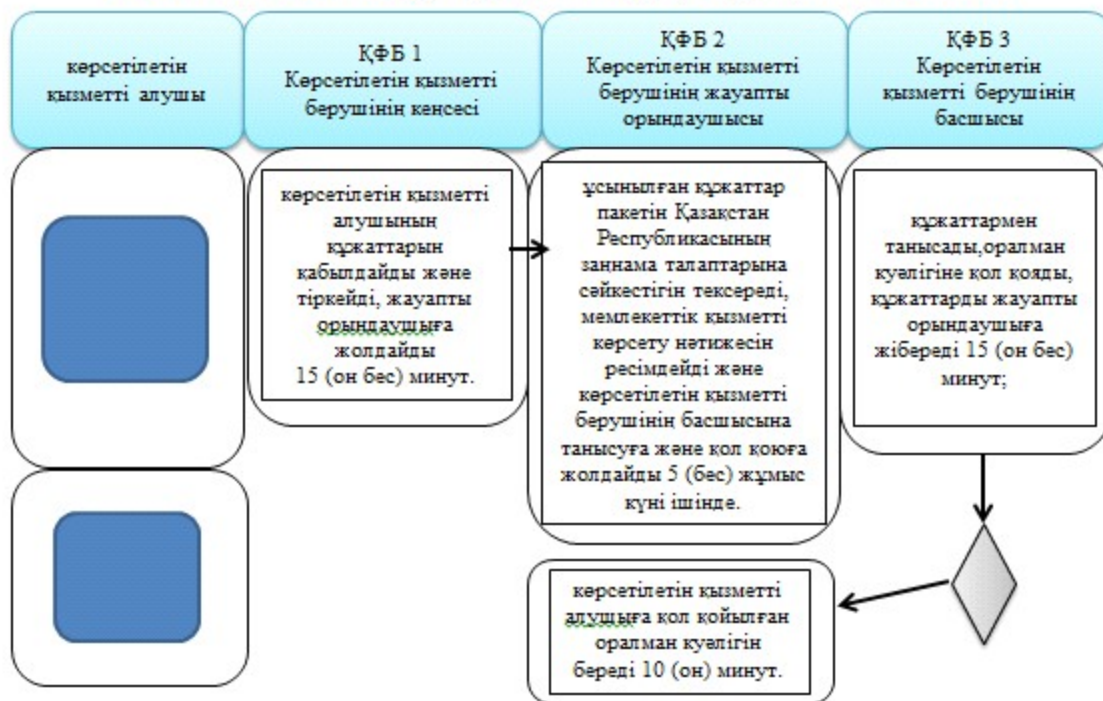 көрсетілетін
қызметті алушы
ҚФБ 1
Көрсетілетін қызметті
берушінің кеңсесі
ҚФБ 2
Көрсетілетін қызметті
берушінің жауапты
орындаушысы
ҚФБ 3
Көрсетілетін
қызметті берушінің
басшысы
көрсетілетін қызметті
алушының
құжаттарын
қабылдайды және
тіркейді, жауапты
орындаушыға
жолдайды
15 (он бес) минут.
ұсынылған құжаттар
пакетін Қазақстан
Республикасының
заңнама талаптарына
сәйкестігін тексереді,
мемлекеттік қызметті
көрсету нәтижесін
ресімдейді және
көрсетілетін қызметті
берушінің басшысына
танысуға және қол қоюға
жолдайды 5 (бес) жұмыс
күні ішінде.
құжаттармен
танысады,оралман
куәлігіне қол қояды,
құжаттарды жауапты
орындаушыға
жібереді 15 (он бес)
минут;
көрсетілетін қызметті
алушыға қол қойылған
оралман куәлігін
береді 10 (он) минут.